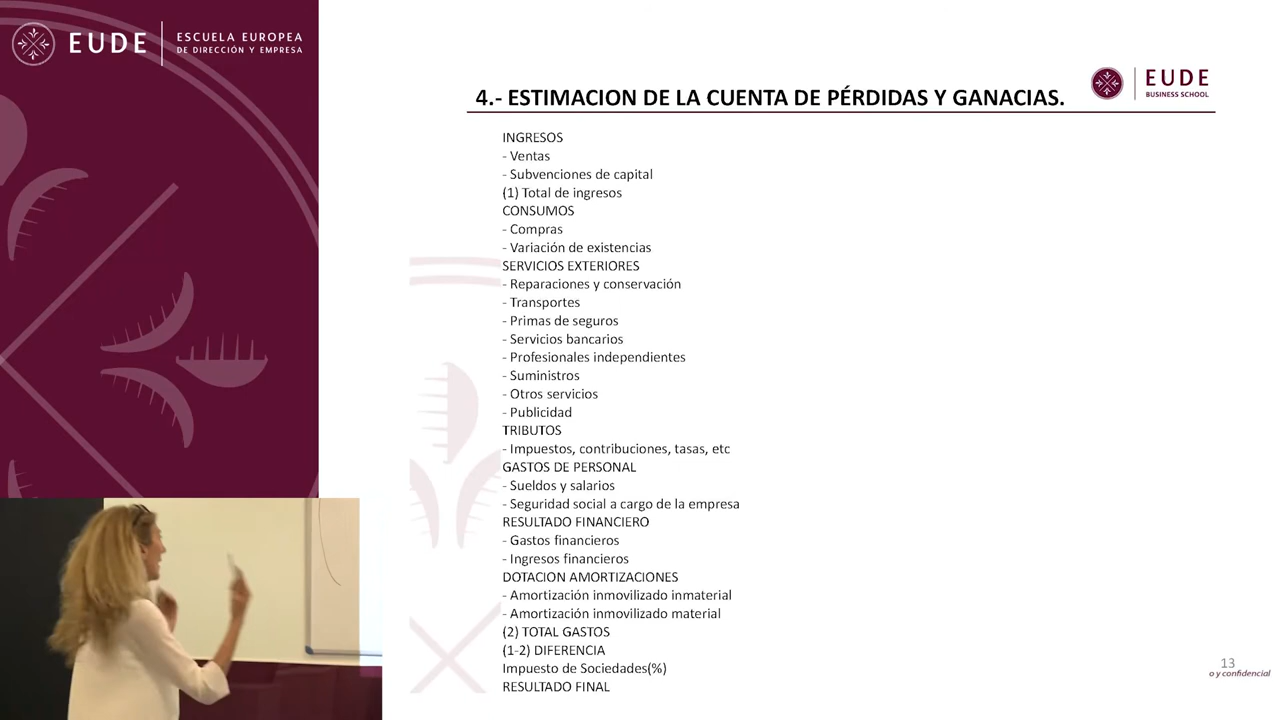 EUDE
ESCUELA EUROPEA
DE DIRECCIÓN Y EMPRESA
4.- ESTIMACION DE LA CUENTA DE PÉRDIDAS Y GANACIAS.
EUDE
BUSINESS SCHOOL
INGRESOS
- Ventas
- Subvenciones de capital
(1) Total de ingresos
CONSUMOS
- Compras
- Variación de existencias
SERVICIOS EXTERIORES
- Reparaciones y conservación
- Transportes
- Primas de seguros
- Servicios bancarios
- Profesionales independientes
- Suministros
- Otros servicios
- Publicidad
TRIBUTOS
- Impuestos, contribuciones, tasas, etc
GASTOS DE PERSONAL
- Sueldos y salarios
- Seguridad social a cargo de la empresa
RESULTADO FINANCIERO
- Gastos financieros
- Ingresos financieros
DOTACION AMORTIZACIONES
- Amortización inmovilizado inmaterial
- Amortización inmovilizado material
(2) TOTAL GASTOS
(1-2) DIFERENCIA
Impuesto de Sociedades(%)
RESULTADO FINAL
13
o y confidencial